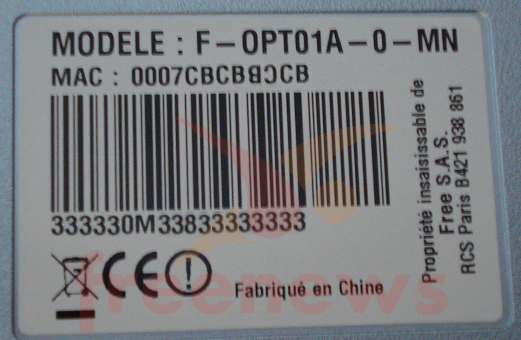 MODELE : F-OPT01A-0-MN
MAC : 0007CBCB
333330M33833333333
Fabriqué en Chine
Propriété insaisissable de
Free S.A.S.
RCS Paris B421 938 861
freenews